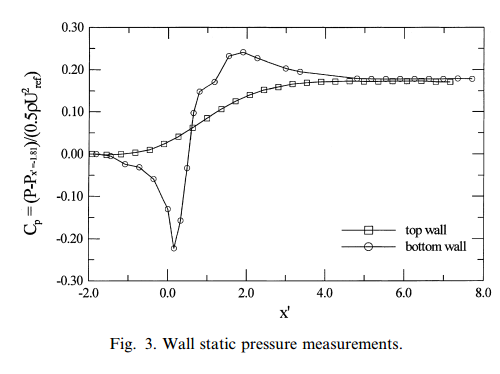 0.30
0.20
0.10
0.00
-0.10
-0.20
-0.30
C_p = (P-P_x'=-1.81)/(0.5ρU²_ref)
top wall
bottom wall
-2.0 0.0 2.0 4.0 6.0 8.0
x'
Fig. 3. Wall static pressure measurements.